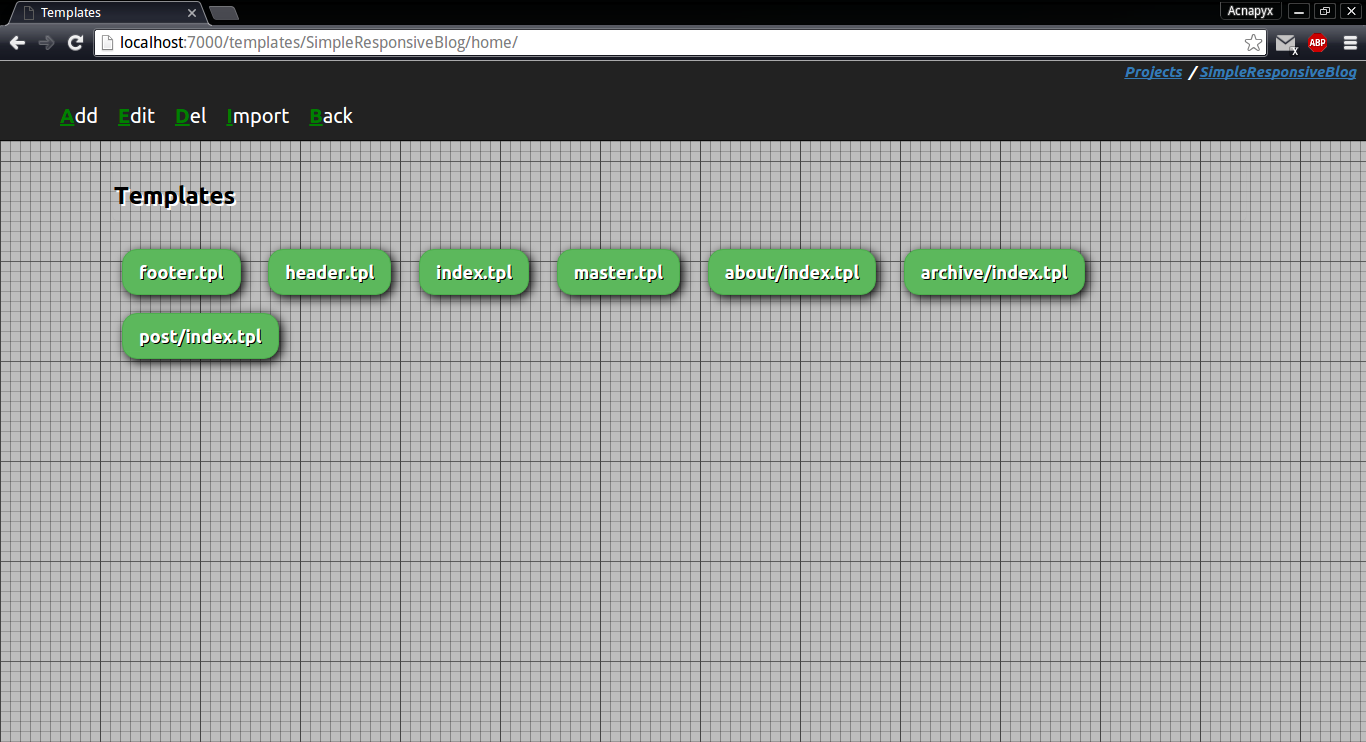 Templates
Acnapyx
localhost:7000/templates/SimpleResponsiveBlog/home/
x
ABP
Projects / SimpleResponsiveBlog
Add Edit Del Import Back
Templates
footer.tpl header.tpl index.tpl master.tpl about/index.tpl archive/index.tpl
post/index.tpl